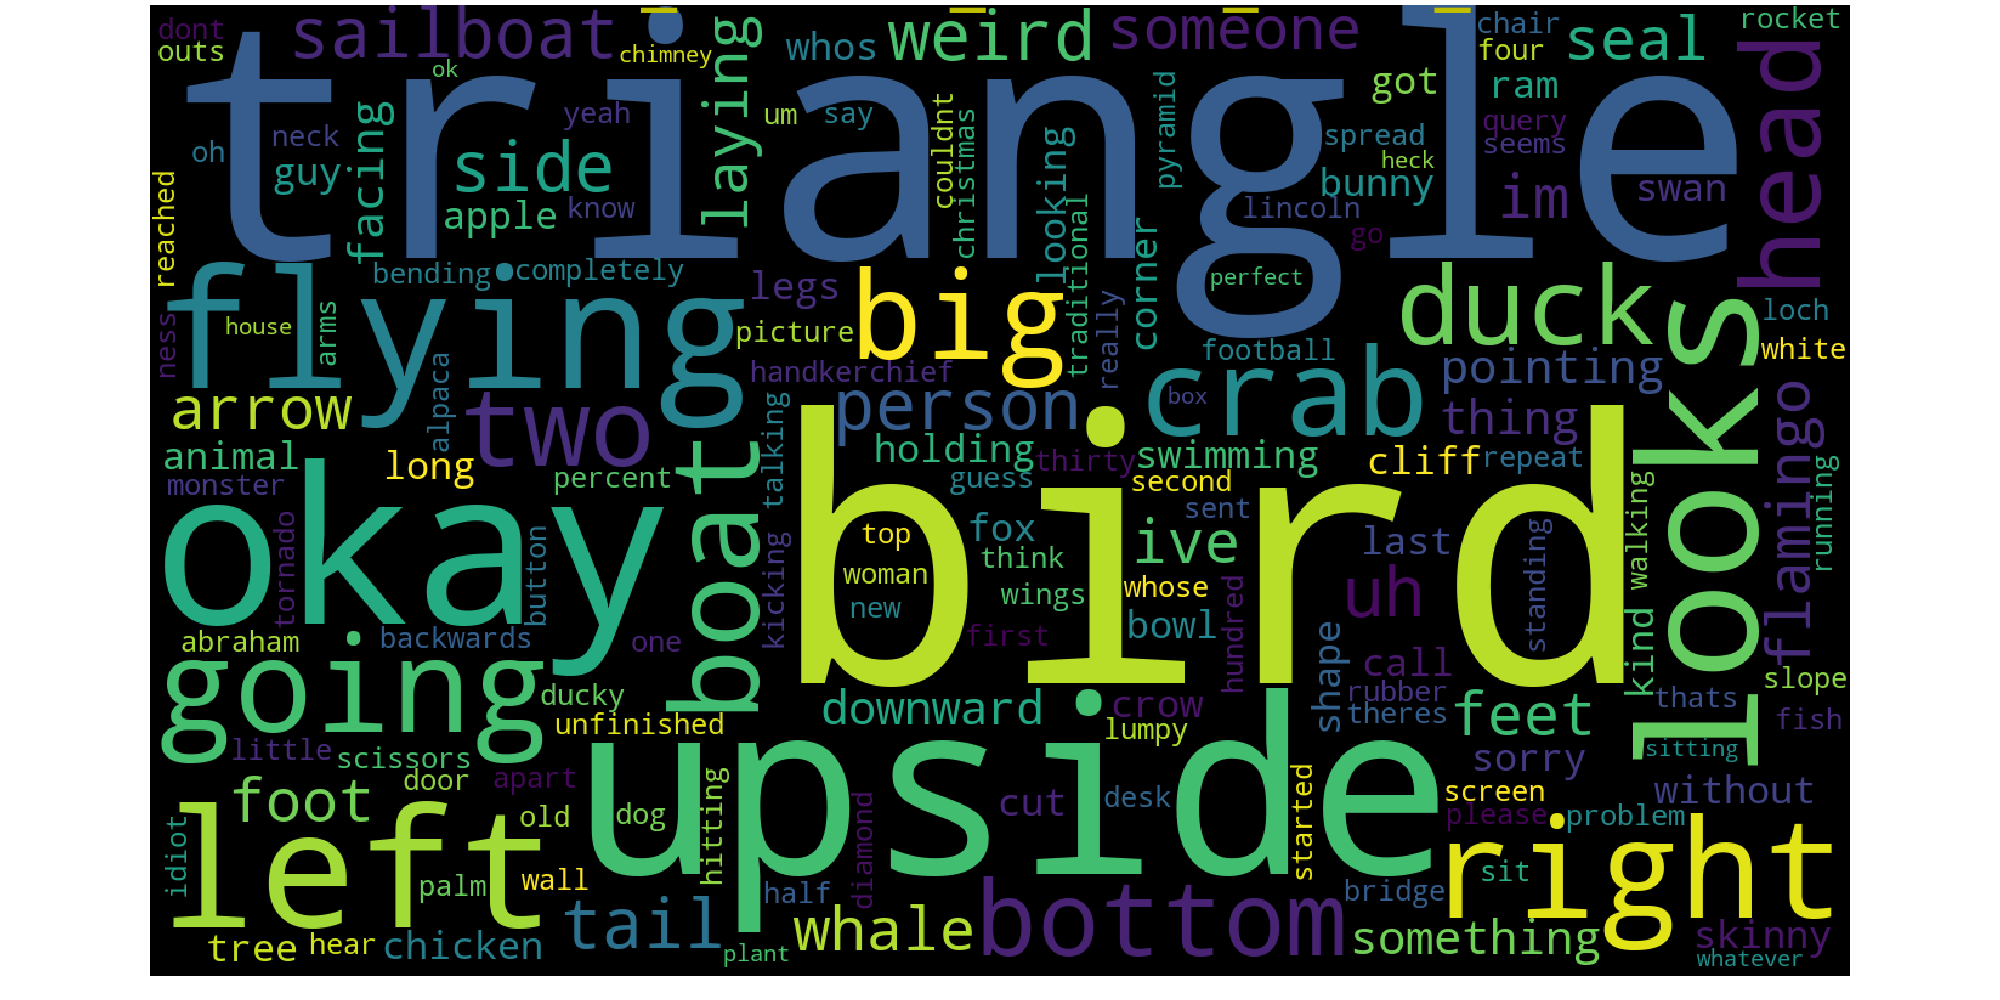 dont
outs
sailboat
chimney
ok
whos
weird
someone
chair
four
seal
rocket
triangle
head
laying
facing
oh
neck
guy
yeah
side
apple
know
um
say
couldnt
christmas
looking
traditional
pyramid
corner
got
spread
heck
bunny
lincoln
go
query
seems
ram
im
swan
reached
flying
bending
completely
legs
big
picture
perfect
really
football
duck
looks
loch
white
ness
house
arms
alpaca
arrow
two
handkerchief
person
crab
box
pointing
thing
flamingo
animal
monster
long
percent
boat
talking
holding
guess
thirty
swimming
second
sent
cliff
repeat
running
okay
tornado
button
kicking
bird
top
woman
new
fox
think
wings
first
ive
whose
bowl
hundred
last
uh
call
standing
kind
walking
shape
abraham
backwards
one
going
ducky
unfinished
downward
crow
lumpy
rubber
theres
feet
thats
slope
fish
little
scissors
door
apart
upside
sorry
sitting
without
foot
old
dog
hitting
diamond
cut
desk
started
screen
please
problem
left
idiot
palm
wall
half
bridge
sit
right
tree
hear
chicken
tail
plant
whale
bottom
something
skinny
whatever